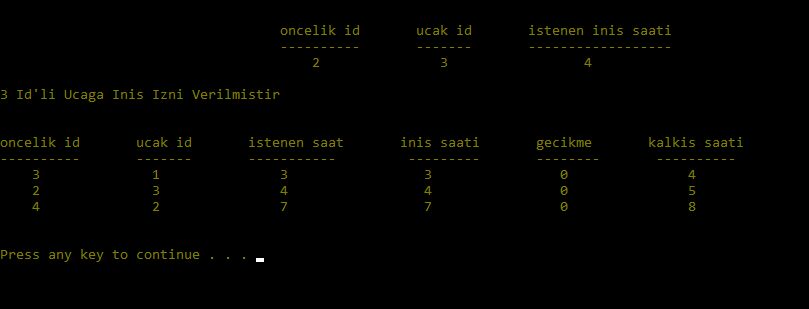 oncelik id ucak id istenen inis saati
---------- ------- ------------------
2 3 4
3 Id'li Ucaga Inis Izni Verilmistir
oncelik id ucak id istenen saat inis saati gecikme kalkis saati
---------- ------- ----------- --------- -------- ----------
3 1 3 3 0 4
2 3 4 4 0 5
4 2 7 7 0 8
Press any key to continue . . .